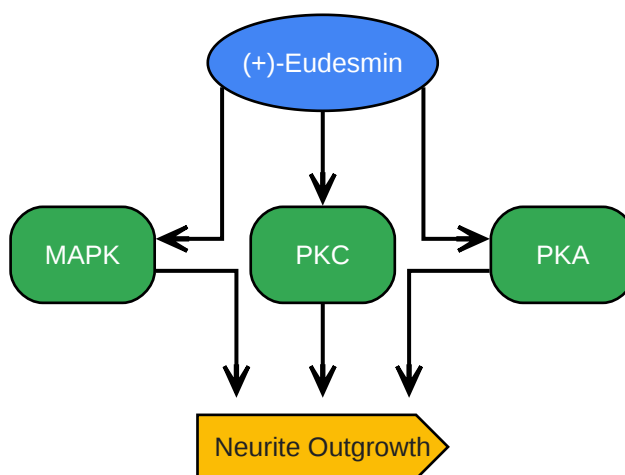 (+)-Eudesmin
MAPK
PKC
PKA
Neurite Outgrowth